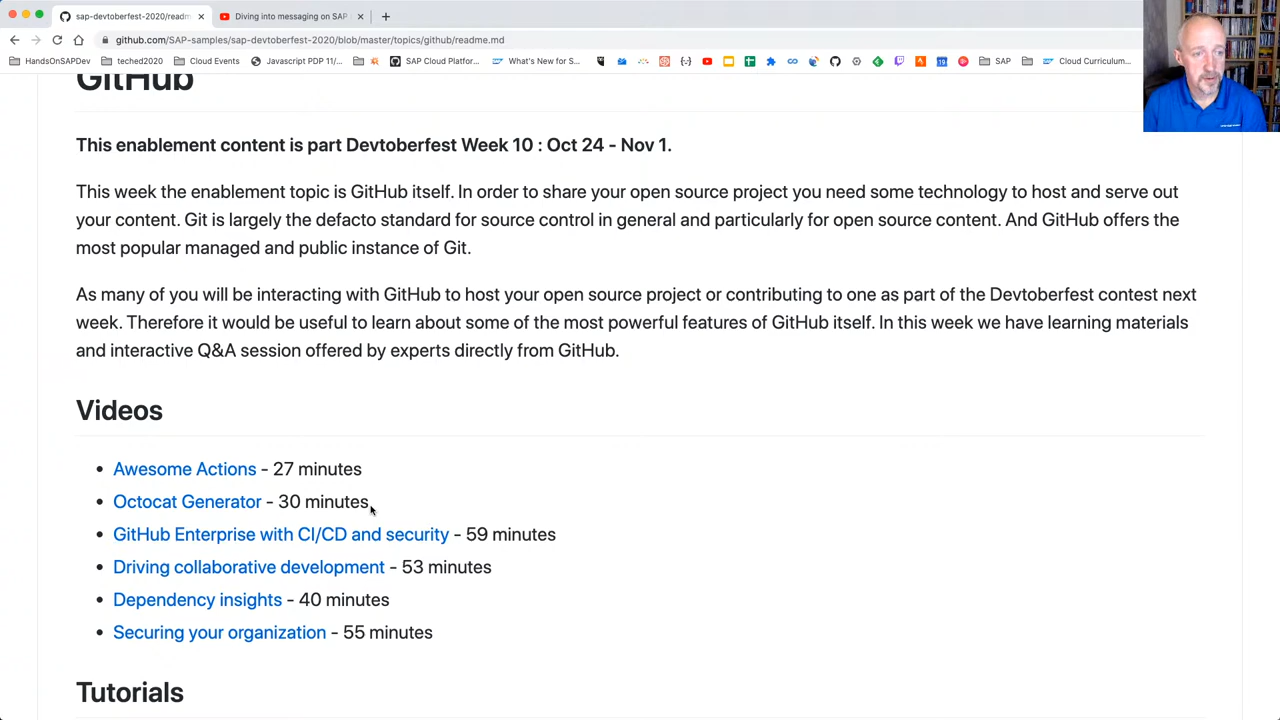 sap-devtoberfest-2020/readm
Diving into messaging on SAP
github.com/SAP-samples/sap-devtoberfest-2020/blob/master/topics/github/readme.md
HandsOnSAPDev
teched2020
Cloud Events
Javascript PDP 11/...
SAP Cloud Platfor...
What's New for S...
19
SAP
Cloud Curriculum...
GitHub
This enablement content is part Devtoberfest Week 10 : Oct 24 - Nov 1.
This week the enablement topic is GitHub itself. In order to share your open source project you need some technology to host and serve out
your content. Git is largely the defacto standard for source control in general and particularly for open source content. And GitHub offers the
most popular managed and public instance of Git.
As many of you will be interacting with GitHub to host your open source project or contributing to one as part of the Devtoberfest contest next
week. Therefore it would be useful to learn about some of the most powerful features of GitHub itself. In this week we have learning materials
and interactive Q&A session offered by experts directly from GitHub.
Videos
Awesome Actions - 27 minutes
Octocat Generator - 30 minutes
GitHub Enterprise with CI/CD and security - 59 minutes
Driving collaborative development - 53 minutes
Dependency insights - 40 minutes
Securing your organization - 55 minutes
Tutorials